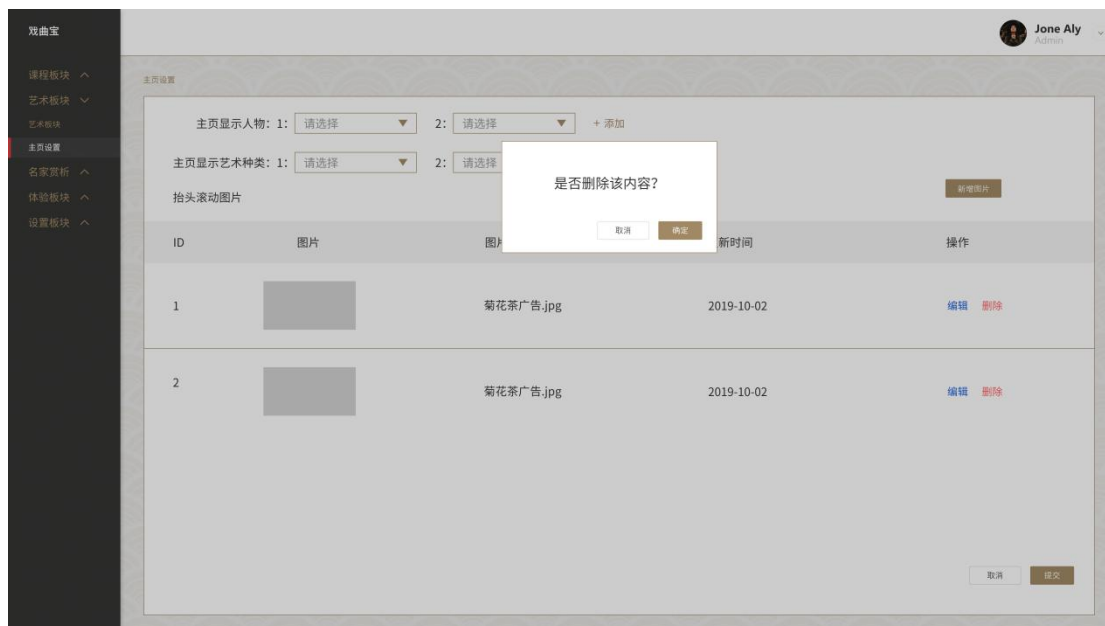 戏曲宝
Jone Aly
Admin
课程板块
艺术板块
艺术板块
主页设置
名家赏析
体验板块
设置板块
主页设置
主页显示人物: 1: 请选择 2: 请选择 + 添加
主页显示艺术种类: 1: 请选择 2: 请选择
抬头滚动图片 新增图片
是否删除该内容?
取消 确定
ID 图片 图 新时间 操作
1 菊花茶广告.jpg 2019-10-02 编辑 删除
2 菊花茶广告.jpg 2019-10-02 编辑 删除
取消 提交